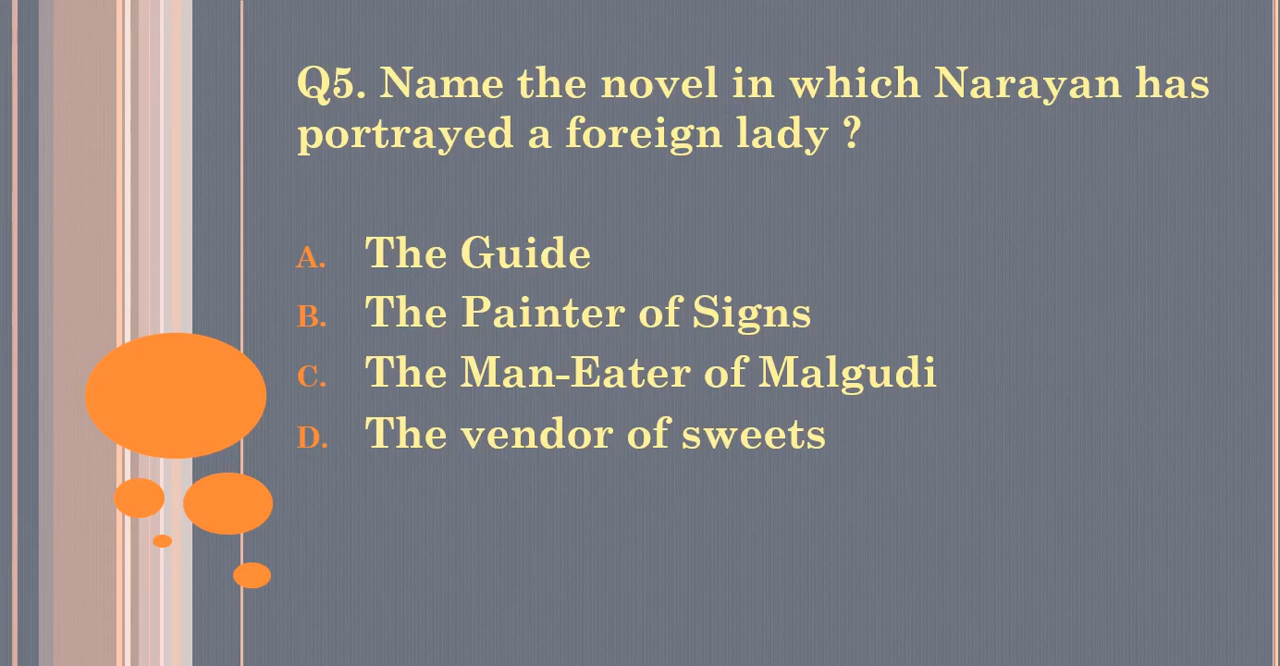 Q5. Name the novel in which Narayan has
portrayed a foreign lady ?
A. The Guide
B. The Painter of Signs
C. The Man-Eater of Malgudi
D. The vendor of sweets